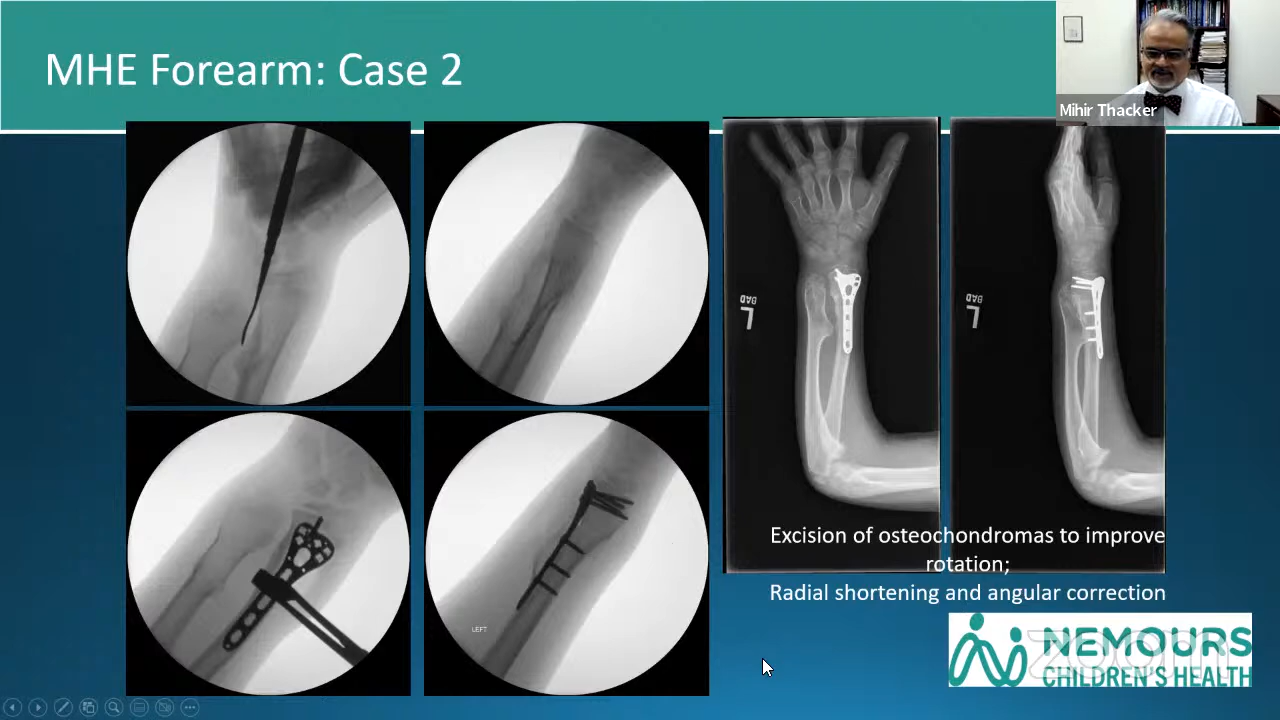 MHE Forearm: Case 2
Mihir Thacker
L
L
LEFT
Excision of osteochondromas to improve
rotation;
Radial shortening and angular correction
NEMOURS
CHILDREN'S HEALTH
zoom